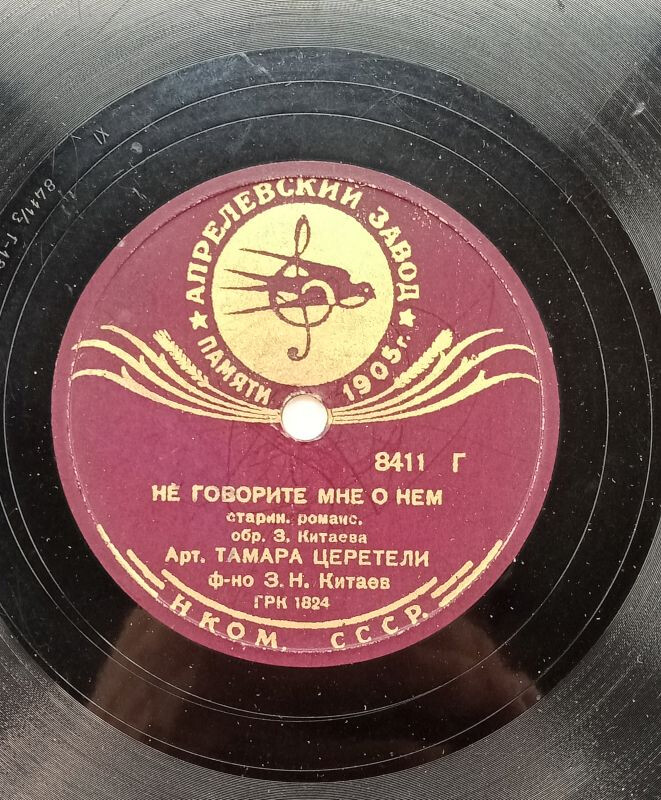 ★ АПРЕЛЕВСКИЙ ЗАВОД ★
ПАМЯТИ 1905г.
8411 Г
НЕ ГОВОРИТЕ МНЕ О НЕМ
старин. романс.
обр. З. Китаева
Арт. ТАМАРА ЦЕРЕТЕЛИ
ф-но З. Н. Китаев
ГРК 1824
НКОМ. СССР.
XI